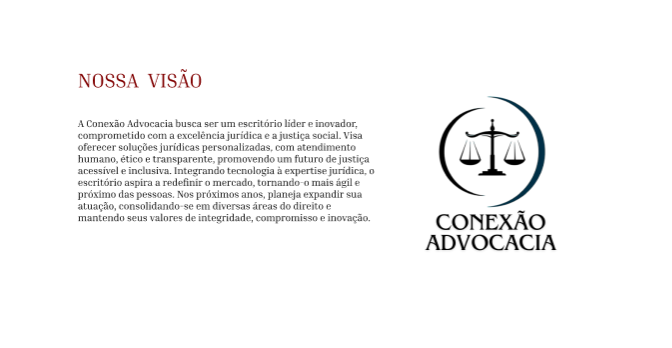 NOSSA VISÃO
A Conexão Advocacia busca ser um escritório líder e inovador,
comprometido com a excelência jurídica e a justiça social. Visa
oferecer soluções jurídicas personalizadas, com atendimento
humano, ético e transparente, promovendo um futuro de justiça
acessível e inclusiva. Integrando tecnologia à expertise jurídica, o
escritório aspira a redefinir o mercado, tornando-o mais ágil e
próximo das pessoas. Nos próximos anos, planeja expandir sua
atuação, consolidando-se em diversas áreas do direito e
mantendo seus valores de integridade, compromisso e inovação.
CONEXÃO
ADVOCACIA